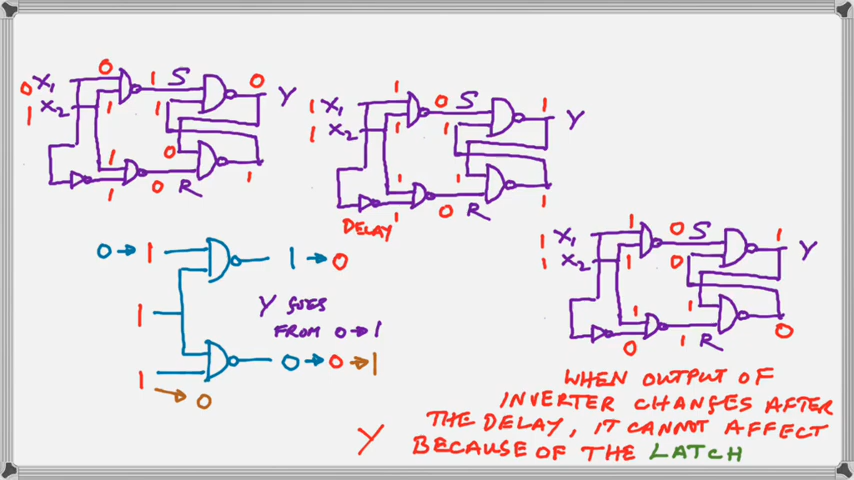 0 X1 0 1 S 0 Y
1 X2 1 1
1 0
1 0 R 1
1 X1 1 0 S 1 Y
1 X2 1 1
1 1
DELAY 1 0 R 1
1 X1 1 0 S 1 Y
1 X2 1 0
1 1
0 1 R 0
0 → 1 1 → 0
1
1 → 0 0 → 0 → 1
Y GOES
FROM 0 → 1
WHEN OUTPUT OF
INVERTER CHANGES AFTER
THE DELAY, IT CANNOT AFFECT
Y BECAUSE OF THE LATCH